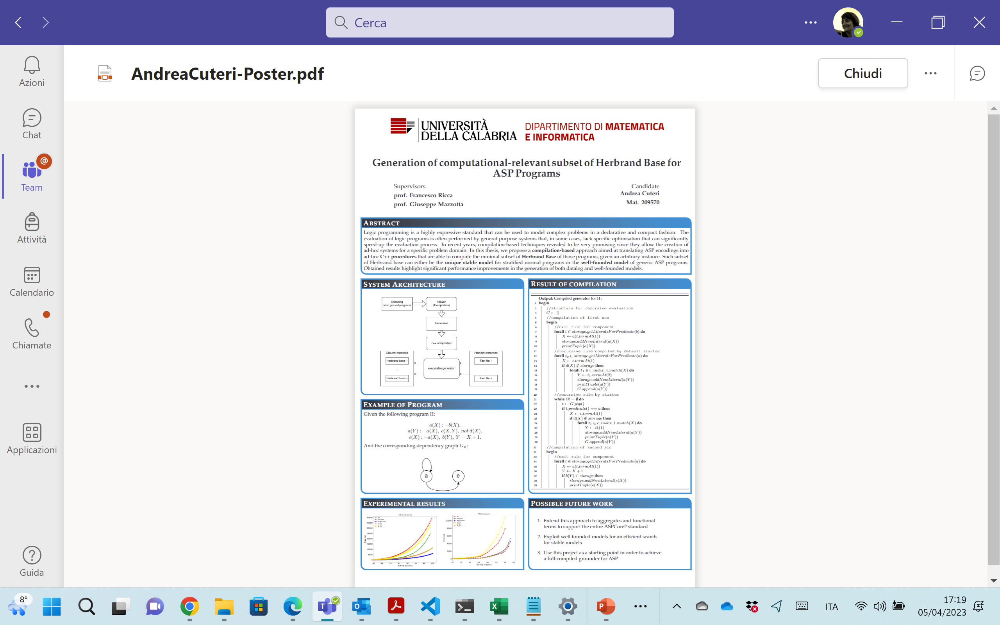 Cerca
AndreaCuteri-Poster.pdf
Chiudi
Azioni
Chat
@
Team
Attività
Calendario
Chiamate
Applicazioni
Guida
UNIVERSITÀ
DELLA CALABRIA
DIPARTIMENTO DI MATEMATICA
E INFORMATICA
Generation of computational-relevant subset of Herbrand Base for
ASP Programs
Supervisors
prof. Francesco Ricca
prof. Giuseppe Mazzotta
Candidate
Andrea Cuteri
Mat. 209570
ABSTRACT
Logic programming is a highly expressive standard that can be used to model complex problems in a declarative and compact fashion. The
evaluation of logic programs is often performed by general-purpose systems that, in some cases, lack specific optimisation that can significantly
speed-up the evaluation process. In recent years, compilation-based techniques revealed to be very promising since they allow the creation of
ad-hoc systems for a specific problem domain. In this thesis, we propose a compilation-based approach aimed at translating ASP encodings into
ad-hoc C++ procedures that are able to compute the minimal subset of Herbrand Base of those programs, given an arbitrary instance. Such subset
of Herbrand base can either be the unique stable model for stratified normal programs or the well-founded model of generic ASP programs.
Obtained results highlight significant performance improvements in the generation of both datalog and well-founded models.
SYSTEM ARCHITECTURE
Encoding
(non ground program)
HBGen
(Compilation)
Generator
c++ compilation
Ground instances
Herbrand base 1
...
Herbrand base n
executable generator
Problem instances
Fact file 1
...
Fact file n
EXAMPLE OF PROGRAM
Given the following program Π:
a(X) : −b(X).
a(Y) : −a(X), c(X,Y), not d(X).
e(X) : −a(X), b(Y), Y = X + 1.
And the corresponding dependency graph GΠ:
a
e
RESULT OF COMPILATION
Output: Compiled generator for Π :
1 begin
2 //structure for recursive evaluation
3 G ← []
4 //compilation of first scc
5 begin
6 //exit rule for component
7 forall t ∈ storage.getLiteralsForPredicate(b) do
8 X ← a(t.termAt(1))
9 storage.addNewLiteral(a(X))
10 printTuple(a(X))
11 //recursive rule compiled by default starter
12 forall t0 ∈ storage.getLiteralsForPredicate(a) do
13 X ← t.termAt(1)
14 if d(X) ∉ storage then
15 forall t1 ∈ c_index_1.match(X) do
16 Y ← t1.termAt(2)
17 storage.addNewLiteral(a(Y))
18 printTuple(a(Y))
19 G.append(a(Y))
20 //recursive rule by starter
21 while G! = ∅ do
22 t ← G.pop()
23 if t.predicate() == a then
24 X ← t.termAt(1)
25 if d(X) ∉ storage then
26 forall t1 ∈ c_index_1.match(X) do
27 Y ← t1(1)
28 storage.addNewLiteral(a(Y))
29 printTuple(a(Y))
30 G.append(a(Y))
31 //compilation of second scc
32 begin
33 //exit rule for component
34 forall t ∈ storage.getLiteralsForPredicate(a) do
35 X ← a(t.termAt(1))
36 Y ← X + 1
37 if b(Y) ∈ storage then
38 storage.addNewLiteral(e(X))
39 printTuple(e(X))
EXPERIMENTAL RESULTS
Time (s)
Solved instance
Time (s)
Solved instance
POSSIBLE FUTURE WORK
1. Extend this approach to aggregates and functional
terms to support the entire ASPCore2 standard
2. Exploit well founded models for an efficient search
for stable models
3. Use this project as a starting point in order to achieve
a full-compiled grounder for ASP
8°
ITA
17:19
05/04/2023